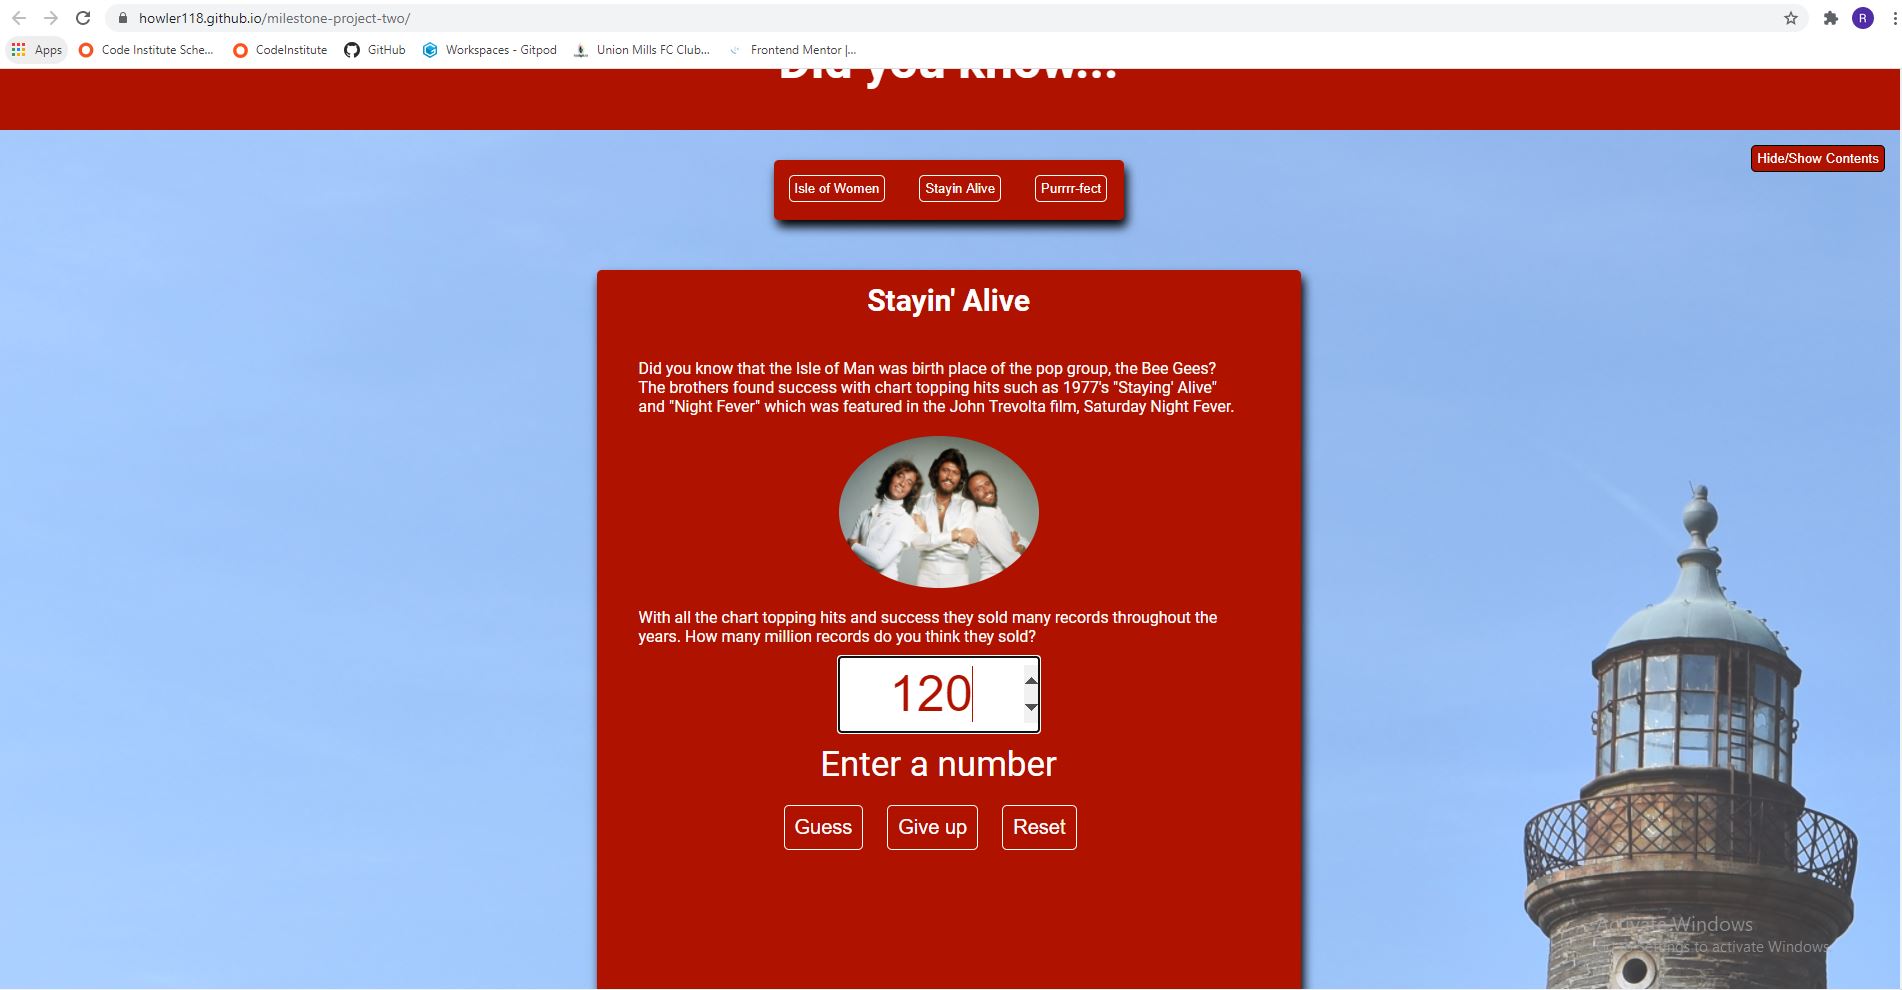 howler118.github.io/milestone-project-two/
R
Apps
Code Institute Sche...
CodeInstitute
GitHub
Workspaces - Gitpod
Union Mills FC Club...
Frontend Mentor |...
Did you know...
Hide/Show Contents
Isle of Women
Stayin Alive
Purrrr-fect
Stayin' Alive
Did you know that the Isle of Man was birth place of the pop group, the Bee Gees?
The brothers found success with chart topping hits such as 1977's "Staying' Alive"
and "Night Fever" which was featured in the John Trevolta film, Saturday Night Fever.
With all the chart topping hits and success they sold many records throughout the
years. How many million records do you think they sold?
120
Enter a number
Guess
Give up
Reset
Activate Windows
Go to Settings to activate Windows.